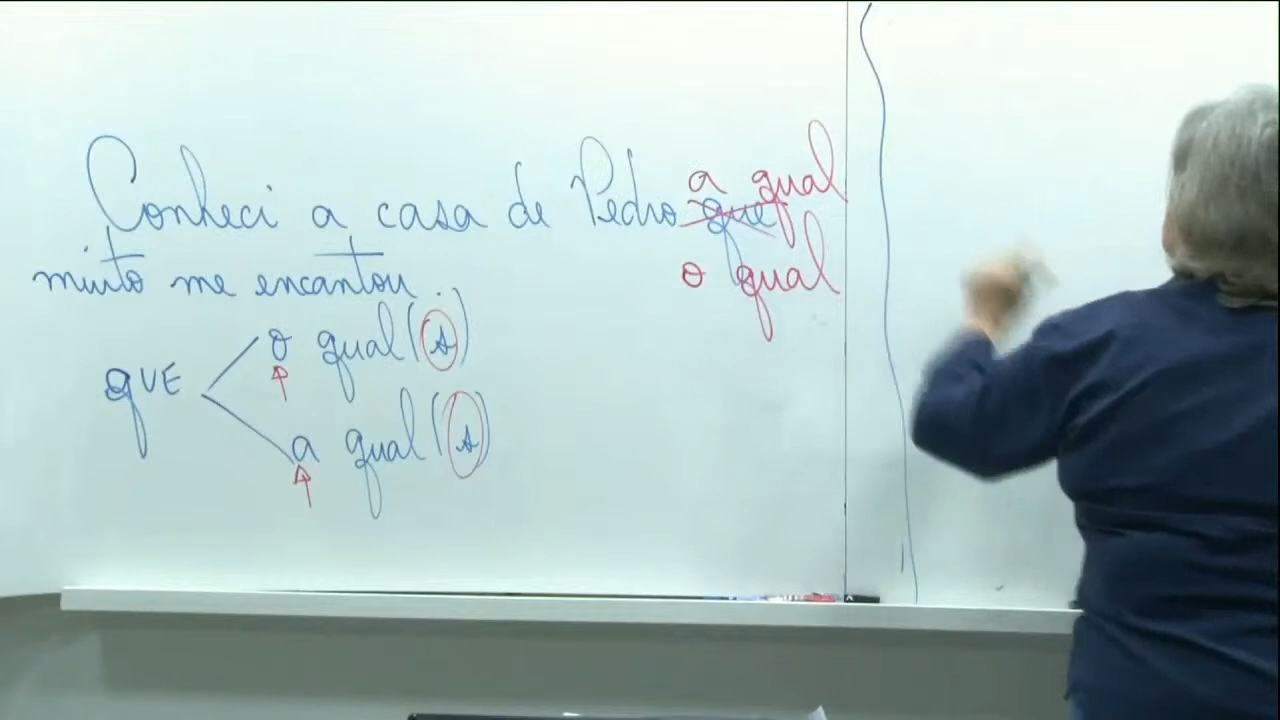 a qual
Conheci a casa de Pedro que
muito me encantou.
o qual
o qual (s)
que
a qual (s)